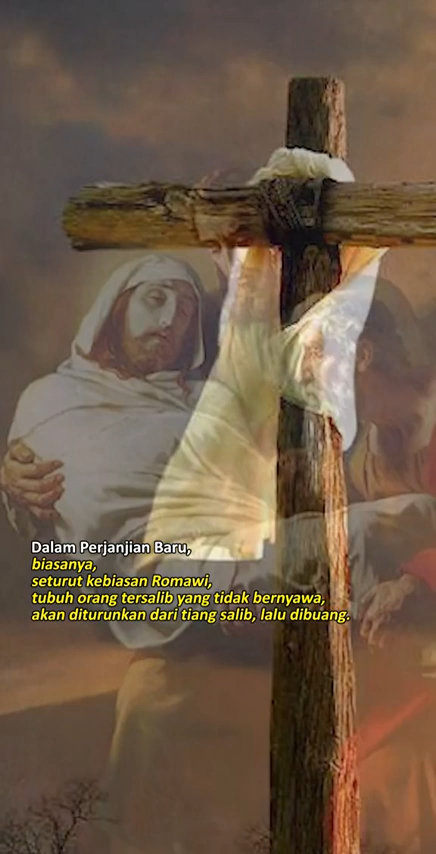 Dalam Perjanjian Baru,
biasanya,
seturut kebiasan Romawi,
tubuh orang tersalib yang tidak bernyawa,
akan diturunkan dari tiang salib, lalu dibuang.